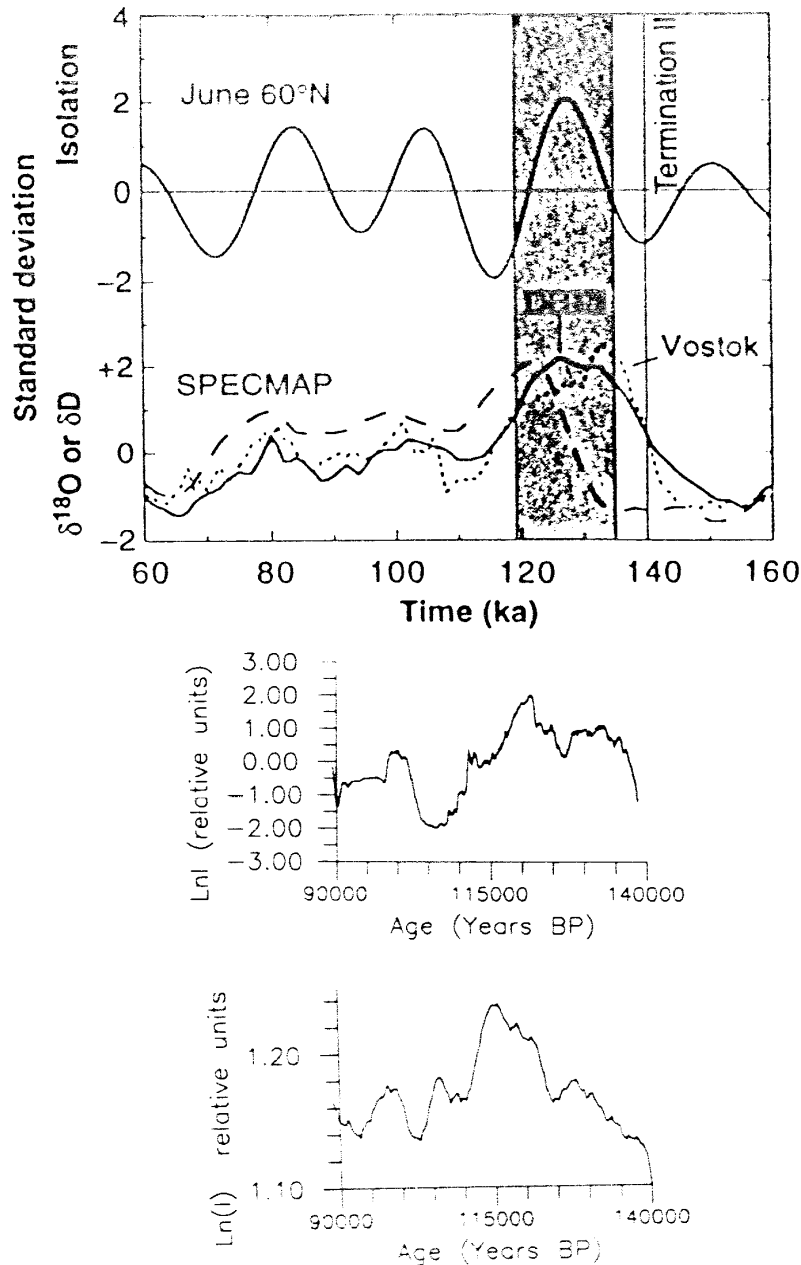 4
Isolation
June 60°N
2
0
-2
Termination II
Standard deviation
DH-11
Vostok
+2
SPECMAP
0
δ¹⁸O or δD
-2
60 80 100 120 140 160
Time (ka)
3.00
2.00
1.00
0.00
-1.00
-2.00
-3.00
LnI (relative units)
90000 115000 140000
Age (Years BP)
1.20
1.10
Ln(I) relative units
90000 115000 140000
Age (Years BP)